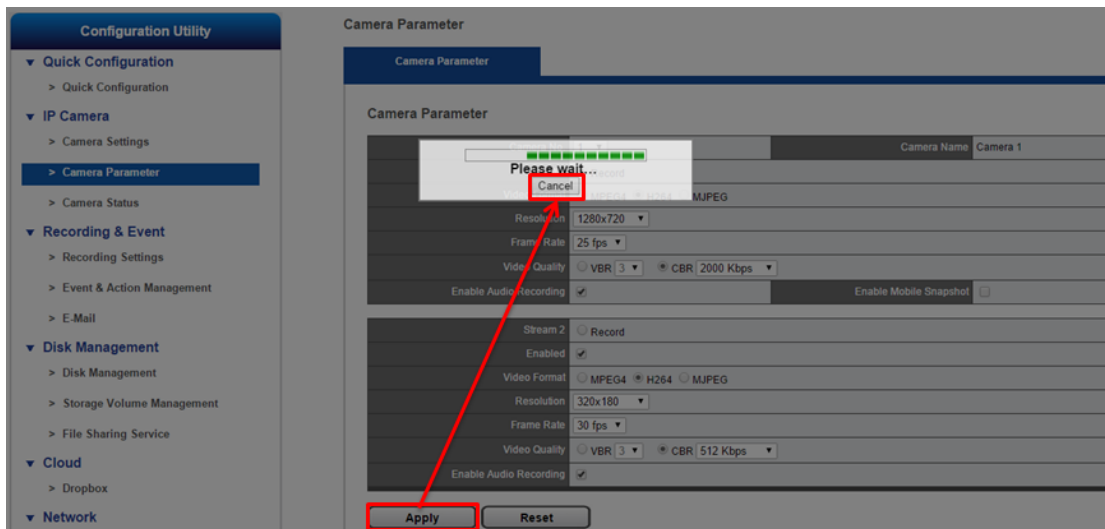 Configuration Utility
Quick Configuration
> Quick Configuration
IP Camera
> Camera Settings
> Camera Parameter
> Camera Status
Recording & Event
> Recording Settings
> Event & Action Management
> E-Mail
Disk Management
> Disk Management
> Storage Volume Management
> File Sharing Service
Cloud
> Dropbox
Network
Camera Parameter
Camera Parameter
Camera Parameter
Camera Name Camera 1
Please wait...
Record
Cancel
MPEG4 H264 MJPEG
Resolution 1280x720
Frame Rate 25 fps
Video Quality VBR 3 CBR 2000 Kbps
Enable Audio Recording Enable Mobile Snapshot
Stream 2 Record
Enabled
Video Format MPEG4 H264 MJPEG
Resolution 320x180
Frame Rate 30 fps
Video Quality VBR 3 CBR 512 Kbps
Enable Audio Recording
Apply Reset